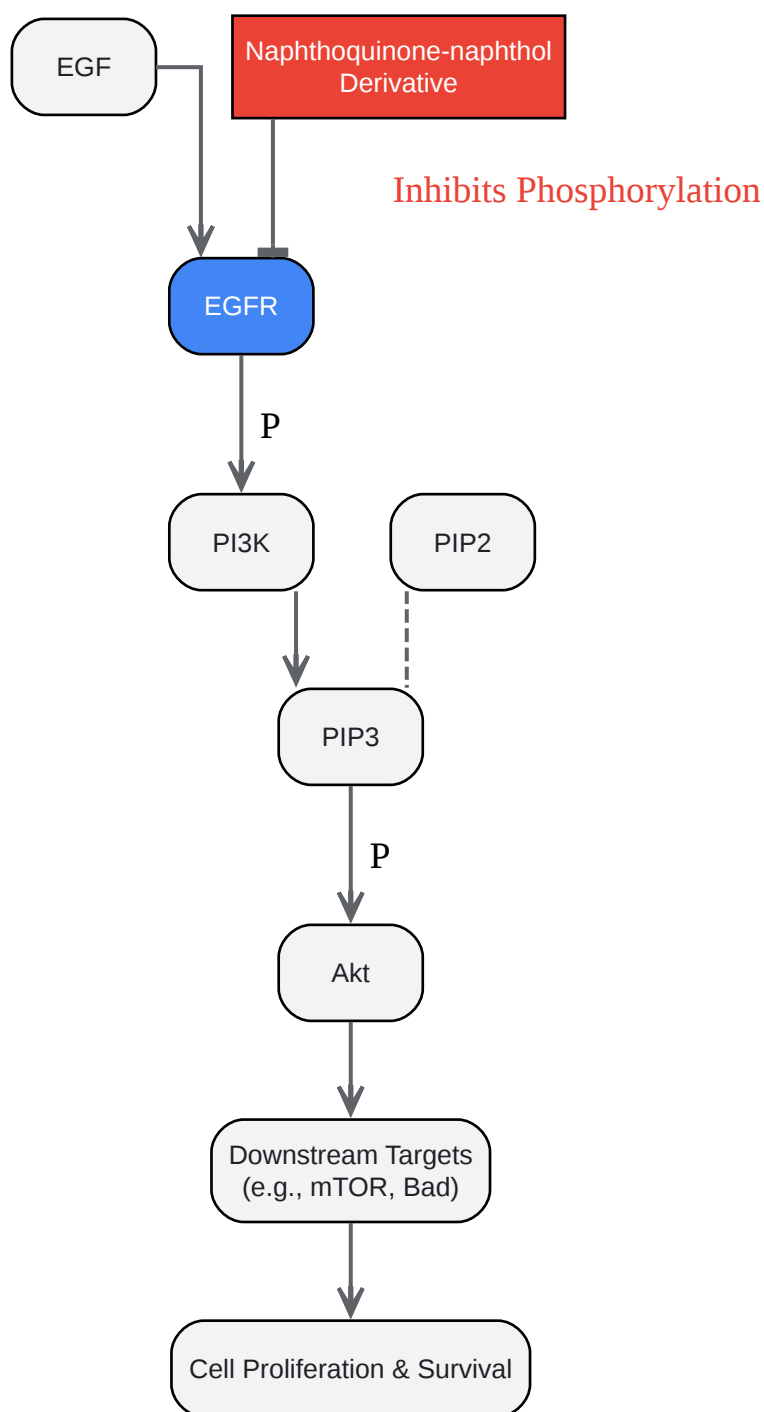 EGF
Naphthoquinone-naphthol
Derivative
Inhibits Phosphorylation
EGFR
P
PI3K
PIP2
PIP3
P
Akt
Downstream Targets
(e.g., mTOR, Bad)
Cell Proliferation & Survival